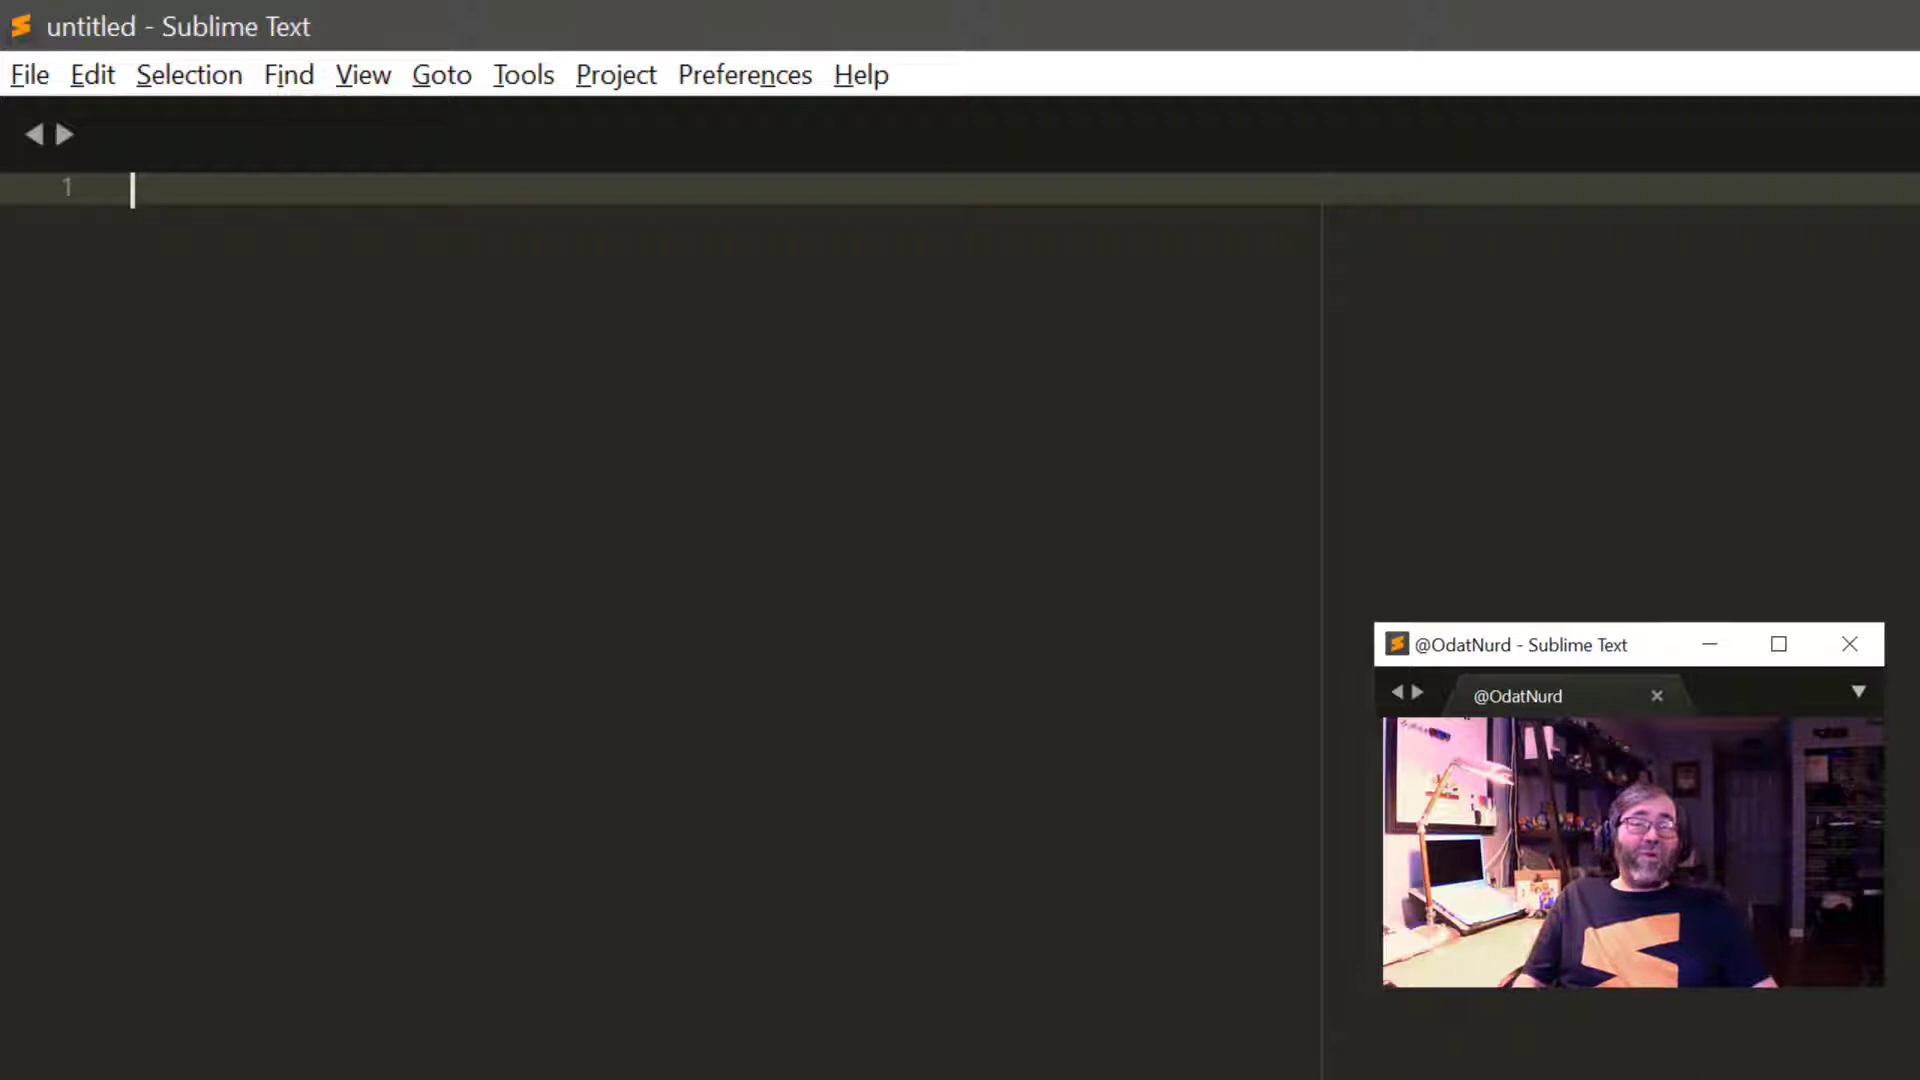 untitled - Sublime Text
File Edit Selection Find View Goto Tools Project Preferences Help
1
@OdatNurd - Sublime Text
@OdatNurd